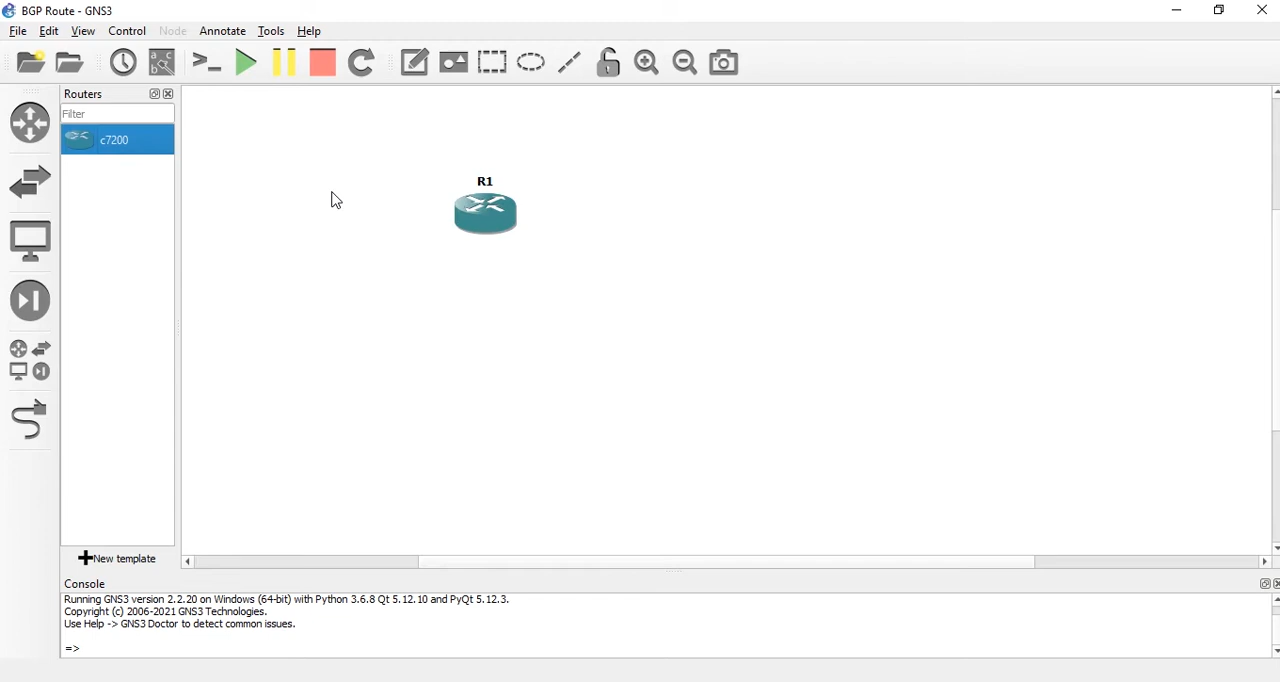 BGP Route - GNS3
File Edit View Control Node Annotate Tools Help
Routers
Filter
c7200
R1
New template
Console
Running GNS3 version 2.2.20 on Windows (64-bit) with Python 3.6.8 Qt 5.12.10 and PyQt 5.12.3.
Copyright (c) 2006-2021 GNS3 Technologies.
Use Help -> GNS3 Doctor to detect common issues.
=>